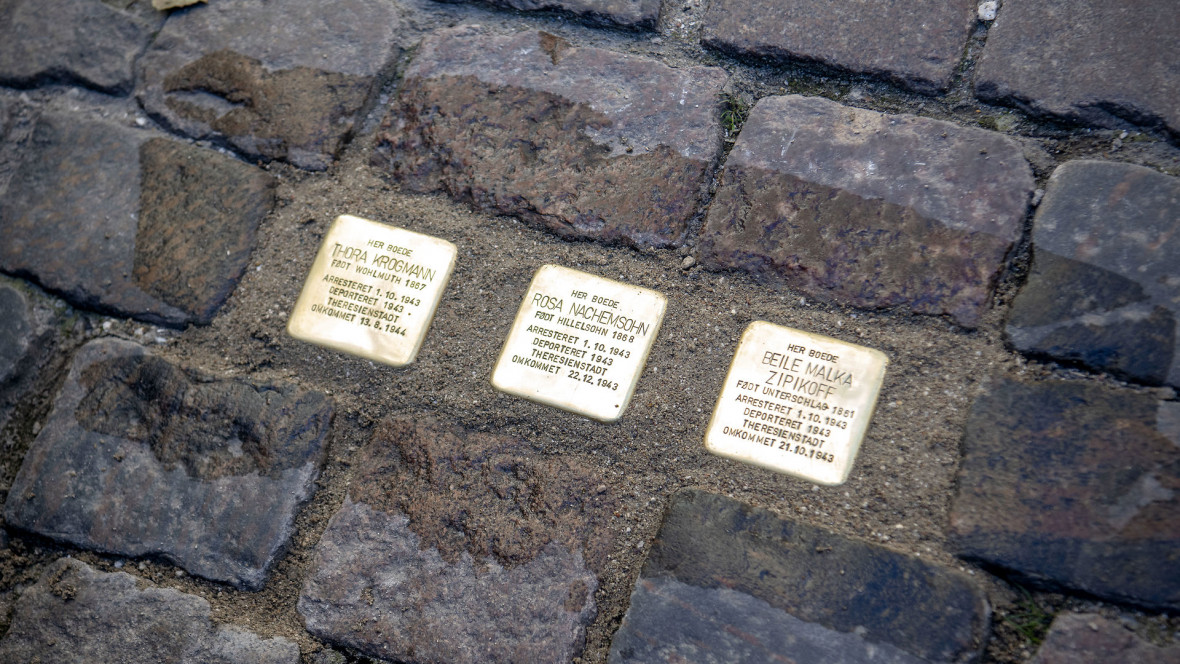 HER BOEDE
THORA KROGMANN
FØDT WOHLMUTH 1867
ARRESTERET 1.10.1943
DEPORTERET 1943
THERESIENSTADT
OMKOMMET 13.8.1944
HER BOEDE
ROSA NACHEMSOHN
FØDT HILLELSOHN 1868
ARRESTERET 1.10.1943
DEPORTERET 1943
THERESIENSTADT
OMKOMMET 22.12.1943
HER BOEDE
BEILE MALKA
ZIPIKOFF
FØDT UNTERSCHLAG 1861
ARRESTERET 1.10.1943
DEPORTERET 1943
THERESIENSTADT
OMKOMMET 21.10.1943